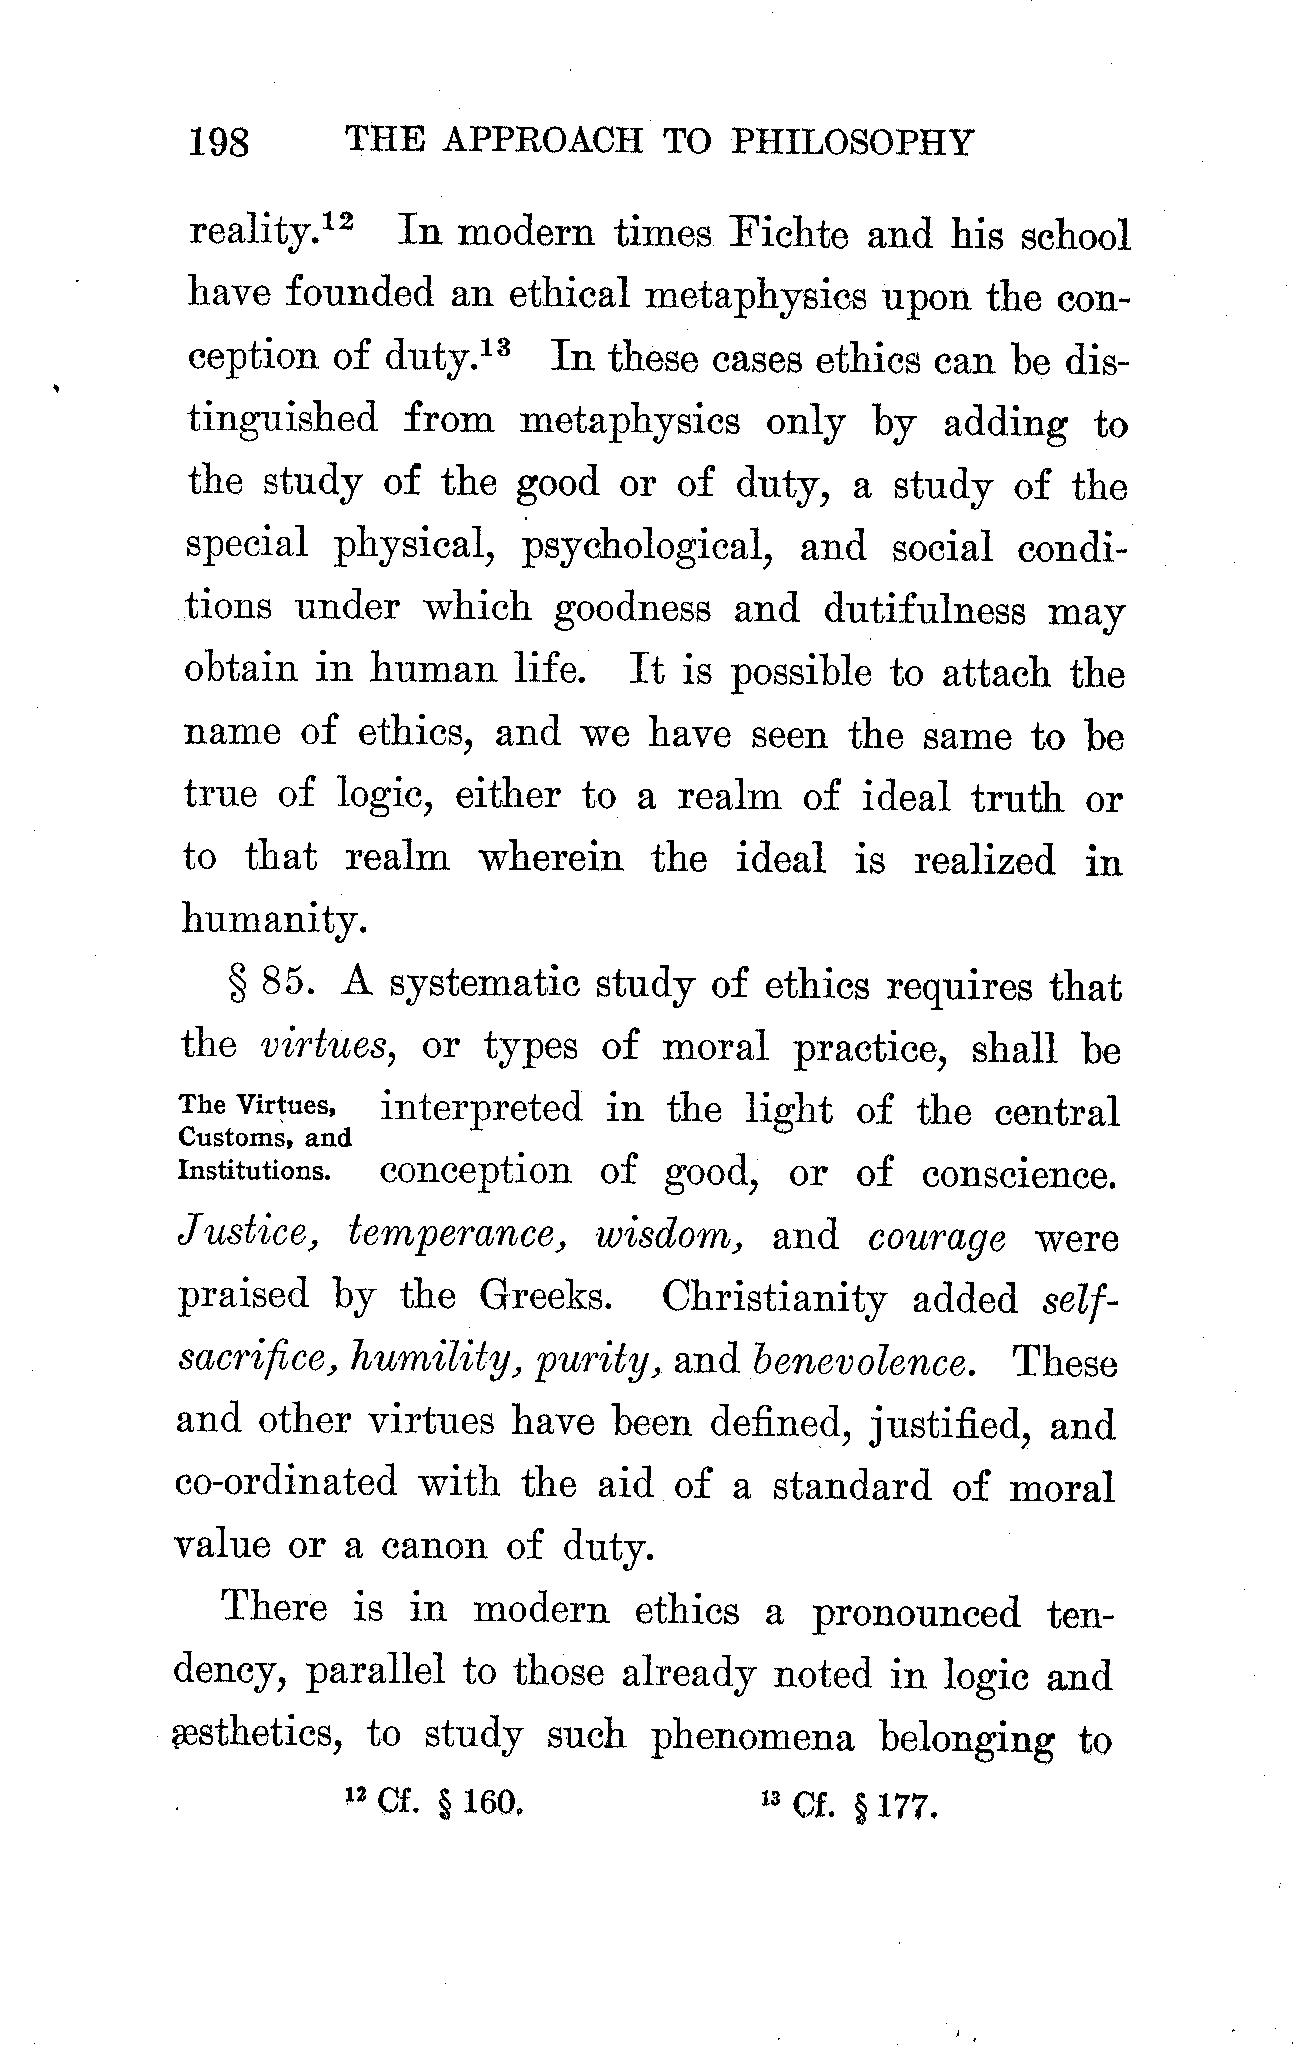 198 THE APPROACH TO PHILOSOPHY
reality.¹² In modern times Fichte and his school
have founded an ethical metaphysics upon the con-
ception of duty.¹³ In these cases ethics can be dis-
tinguished from metaphysics only by adding to
the study of the good or of duty, a study of the
special physical, psychological, and social condi-
tions under which goodness and dutifulness may
obtain in human life. It is possible to attach the
name of ethics, and we have seen the same to be
true of logic, either to a realm of ideal truth or
to that realm wherein the ideal is realized in
humanity.
§ 85. A systematic study of ethics requires that
the virtues, or types of moral practice, shall be
The Virtues,
Customs, and
Institutions.
interpreted in the light of the central
conception of good, or of conscience.
Justice, temperance, wisdom, and courage were
praised by the Greeks. Christianity added self-
sacrifice, humility, purity, and benevolence. These
and other virtues have been defined, justified, and
co-ordinated with the aid of a standard of moral
value or a canon of duty.
There is in modern ethics a pronounced ten-
dency, parallel to those already noted in logic and
æsthetics, to study such phenomena belonging to
¹² Cf. § 160. ¹³ Cf. § 177.